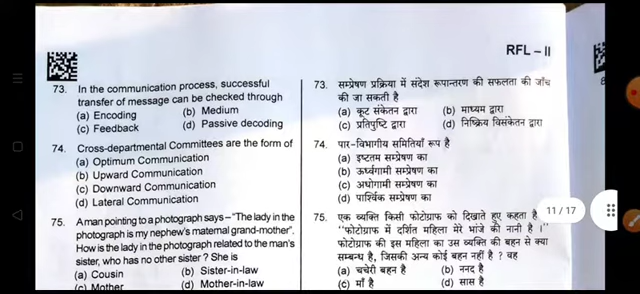 RFL – II
73. In the communication process, successful
transfer of message can be checked through
(a) Encoding (b) Medium
(c) Feedback (d) Passive decoding
74. Cross-departmental Committees are the form of
(a) Optimum Communication
(b) Upward Communication
(c) Downward Communication
(d) Lateral Communication
75. A man pointing to a photograph says – "The lady in the
photograph is my nephew's maternal grand-mother".
How is the lady in the photograph related to the man's
sister, who has no other sister ? She is
(a) Cousin (b) Sister-in-law
(c) Mother (d) Mother-in-law
73. सम्प्रेषण प्रक्रिया में संदेश रूपान्तरण की सफलता की जाँच
की जा सकती है
(a) कूट संकेतन द्वारा (b) माध्यम द्वारा
(c) प्रतिपुष्टि द्वारा (d) निष्क्रिय विसंकेतन द्वारा
74. पार-विभागीय समितियाँ रूप है
(a) इष्टतम सम्प्रेषण का
(b) ऊर्ध्वगामी सम्प्रेषण का
(c) अधोगामी सम्प्रेषण का
(d) पार्श्विक सम्प्रेषण का
75. एक व्यक्ति किसी फोटोग्राफ को दिखाते हुए कहता है
"फोटोग्राफ में दर्शित महिला मेरे भांजे की नानी है ।"
फोटोग्राफ की इस महिला का उस व्यक्ति की बहन से क्या
सम्बन्ध है, जिसकी अन्य कोई बहन नहीं है ? वह
(a) चचेरी बहन है (b) ननद है
(c) माँ है (d) सास है
11 / 17
8